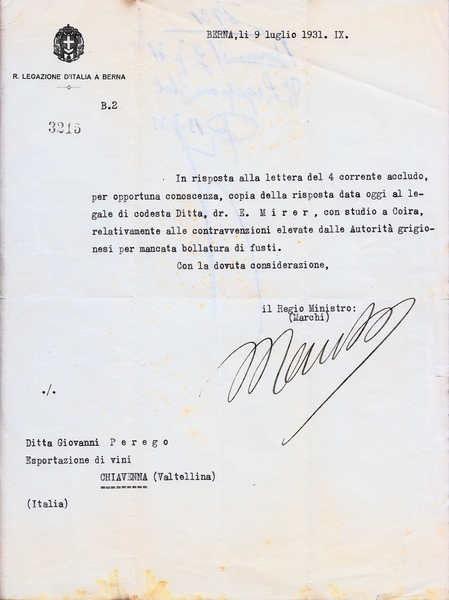 BERNA, li 9 luglio 1931. IX.
R. LEGAZIONE D'ITALIA A BERNA
B.2
3215
In risposta alla lettera del 4 corrente accludo,
per opportuna conoscenza, copia della risposta data oggi al le-
gale di codesta Ditta, dr. E. Mirer, con studio a Coira,
relativamente alle contravvenzioni elevate dalle Autorità grigio-
nesi per mancata bollatura di fusti.
Con la dovuta considerazione,
il Regio Ministro:
(Marchi)
./.
Ditta Giovanni Perego
Esportazione di vini
CHIAVENNA (Valtellina)
(Italia)